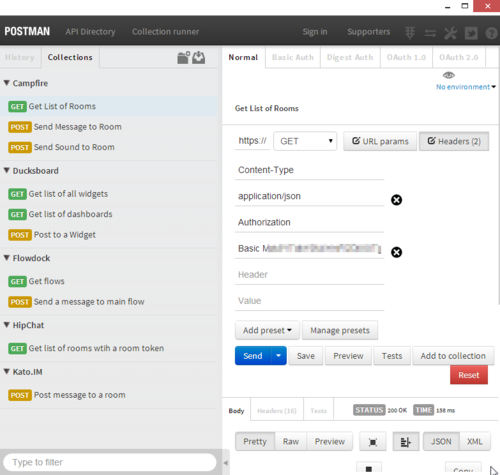 POSTMAN API Directory Collection runner Sign in Supporters
History Collections
Campfire
GET Get List of Rooms
POST Send Message to Room
POST Send Sound to Room
Ducksboard
GET Get list of all widgets
GET Get list of dashboards
POST Post to a Widget
Flowdock
GET Get flows
POST Send a message to main flow
HipChat
GET Get list of rooms wtih a room token
Kato.IM
POST Post message to a room
Type to filter
Normal Basic Auth Digest Auth OAuth 1.0 OAuth 2.0
No environment
Get List of Rooms
https:// GET URL params Headers (2)
Content-Type
application/json
Authorization
Basic
Header
Value
Add preset Manage presets
Send Save Preview Tests Add to collection
Reset
Body Headers (16) Tests STATUS 200 OK TIME 158 ms
Pretty Raw Preview JSON XML
Copy